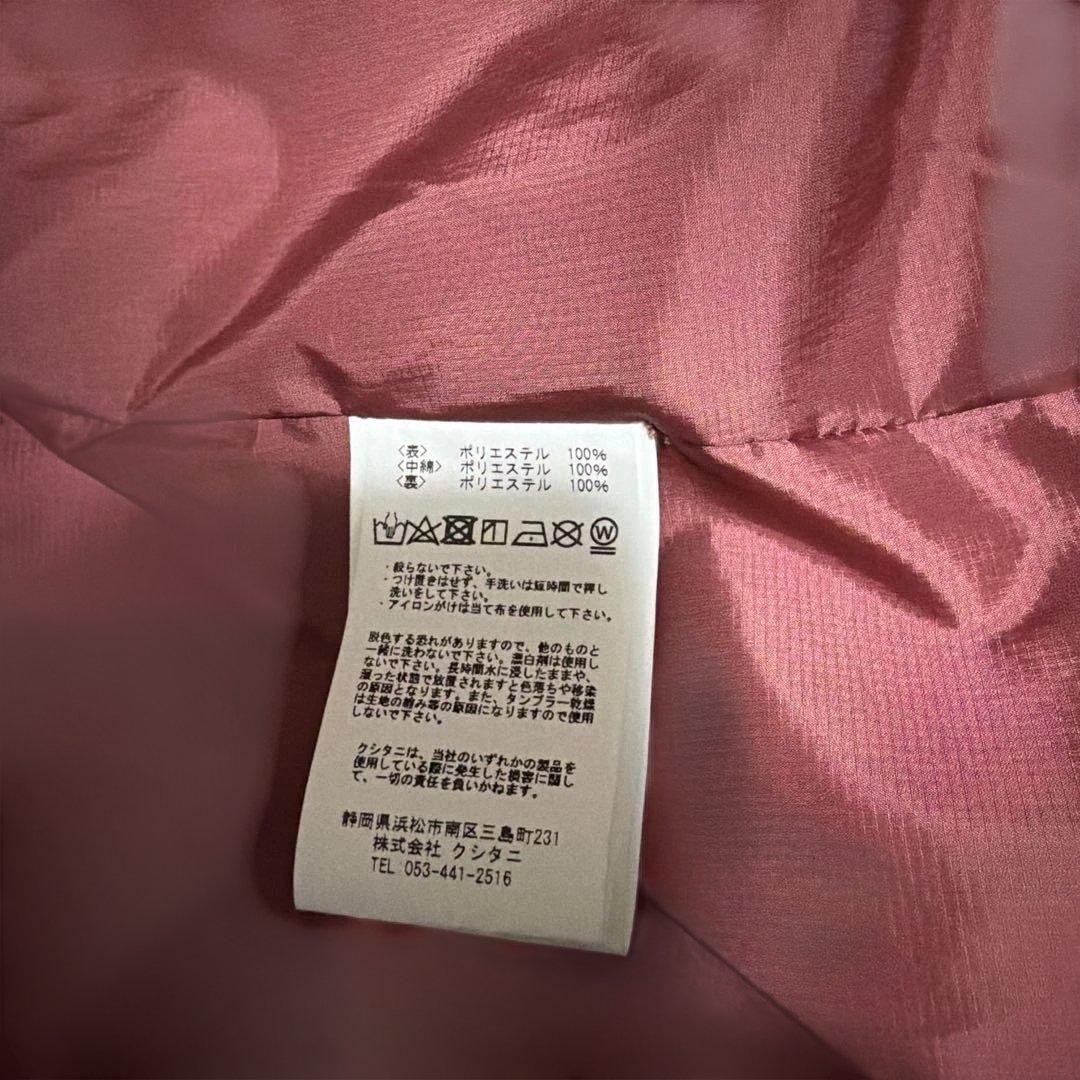 〈表〉 ポリエステル 100%
〈中綿〉 ポリエステル 100%
〈裏〉 ポリエステル 100%
W
・絞らないで下さい。
・つけ置きはせず、手洗いは短時間で押し
洗いをして下さい。
・アイロンがけは当て布を使用して下さい。
脱色する恐れがありますので、他のものと
一緒に洗わないで下さい。漂白剤は使用し
ないで下さい。長時間水に浸したままや、
湿った状態で放置されますと色落ちや移染
の原因となります。また、タンブラー乾燥
は生地の縮み等の原因になりますので使用
しないで下さい。
クシタニは、当社のいずれかの製品を
使用している際に発生した損害に関し
て、一切の責任を負いかねます。
静岡県浜松市南区三島町231
株式会社 クシタニ
TEL 053-441-2516